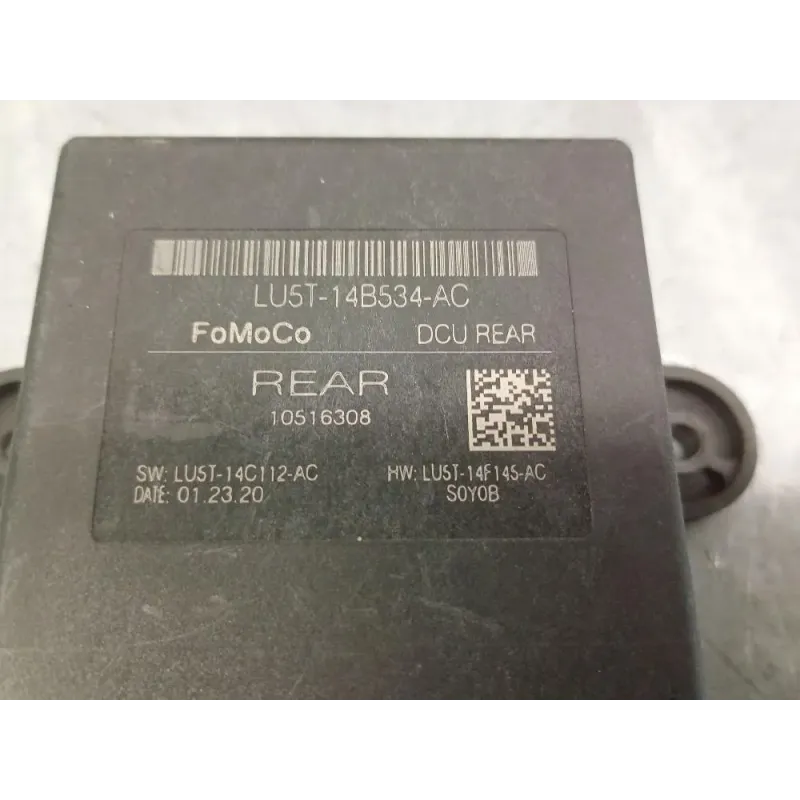 LU5T-14B534-AC
FoMoCo DCU REAR
REAR
10516308
SW: LU5T-14C112-AC HW: LU5T-14F145-AC
DATE: 01.23.20 S0Y0B